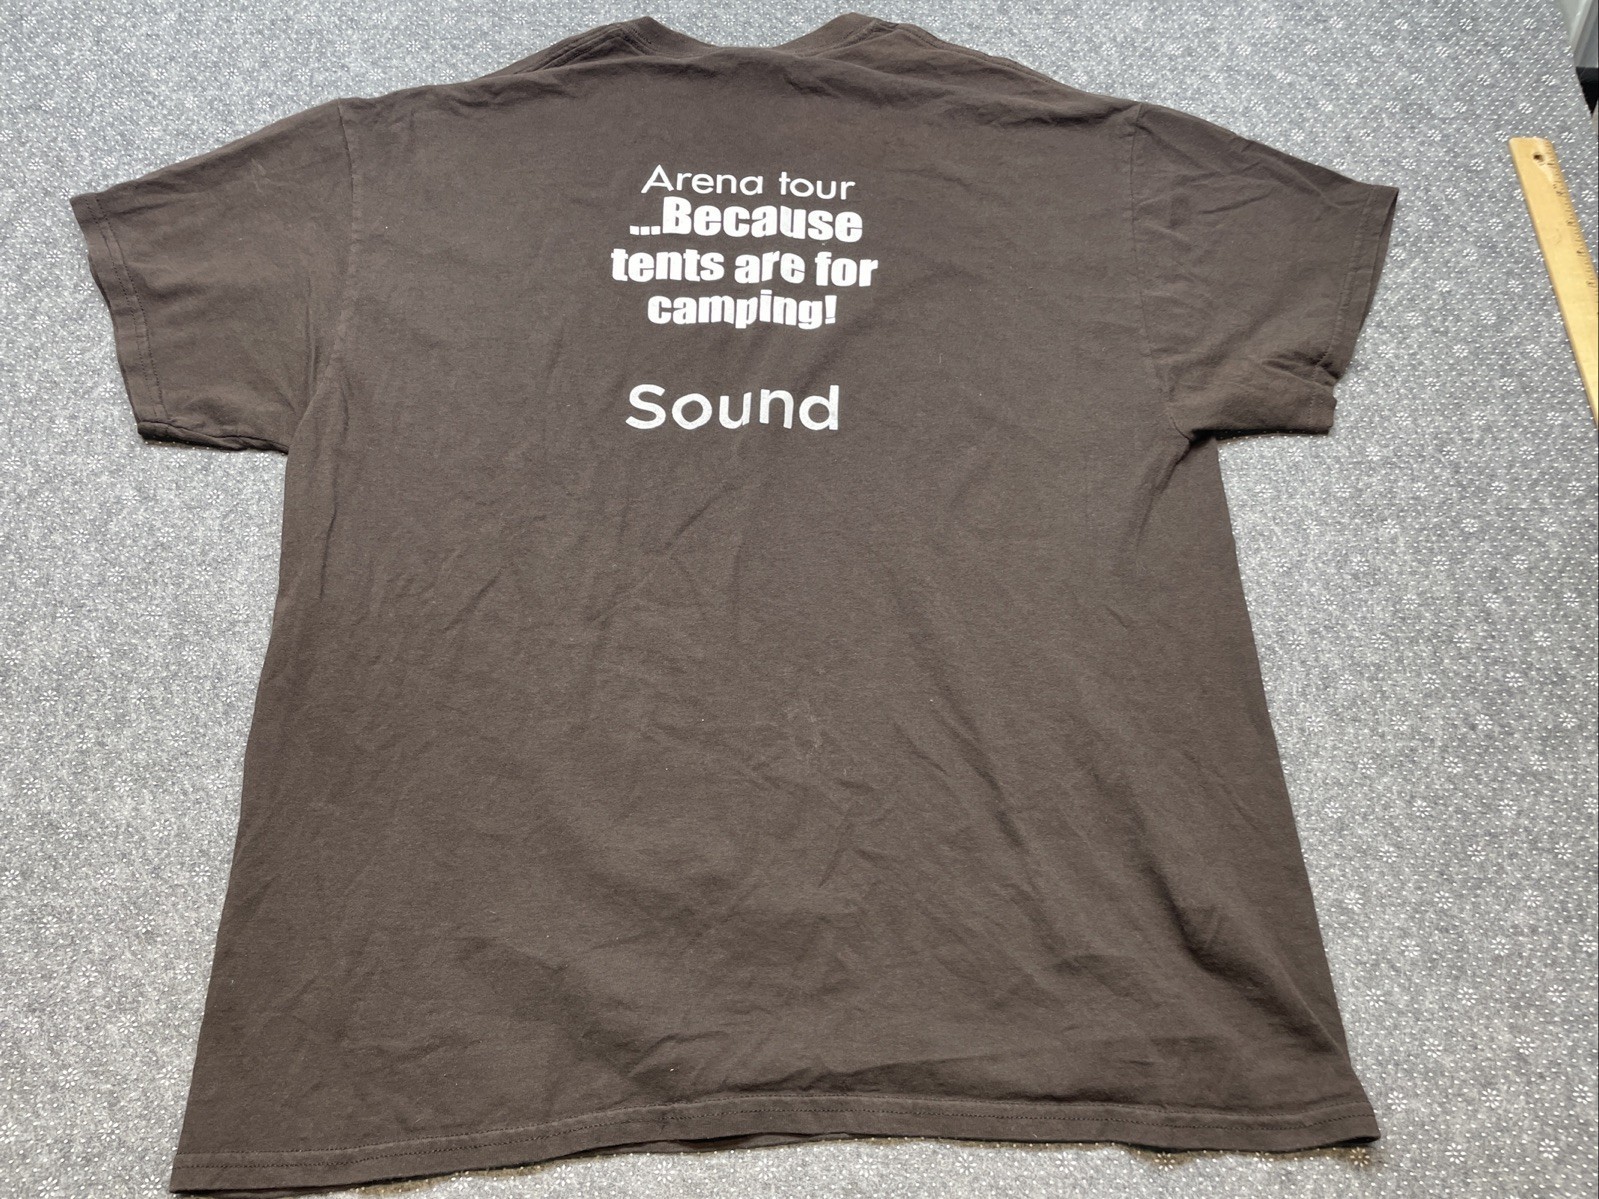 Arena tour
...Because
tents are for
camping!
Sound